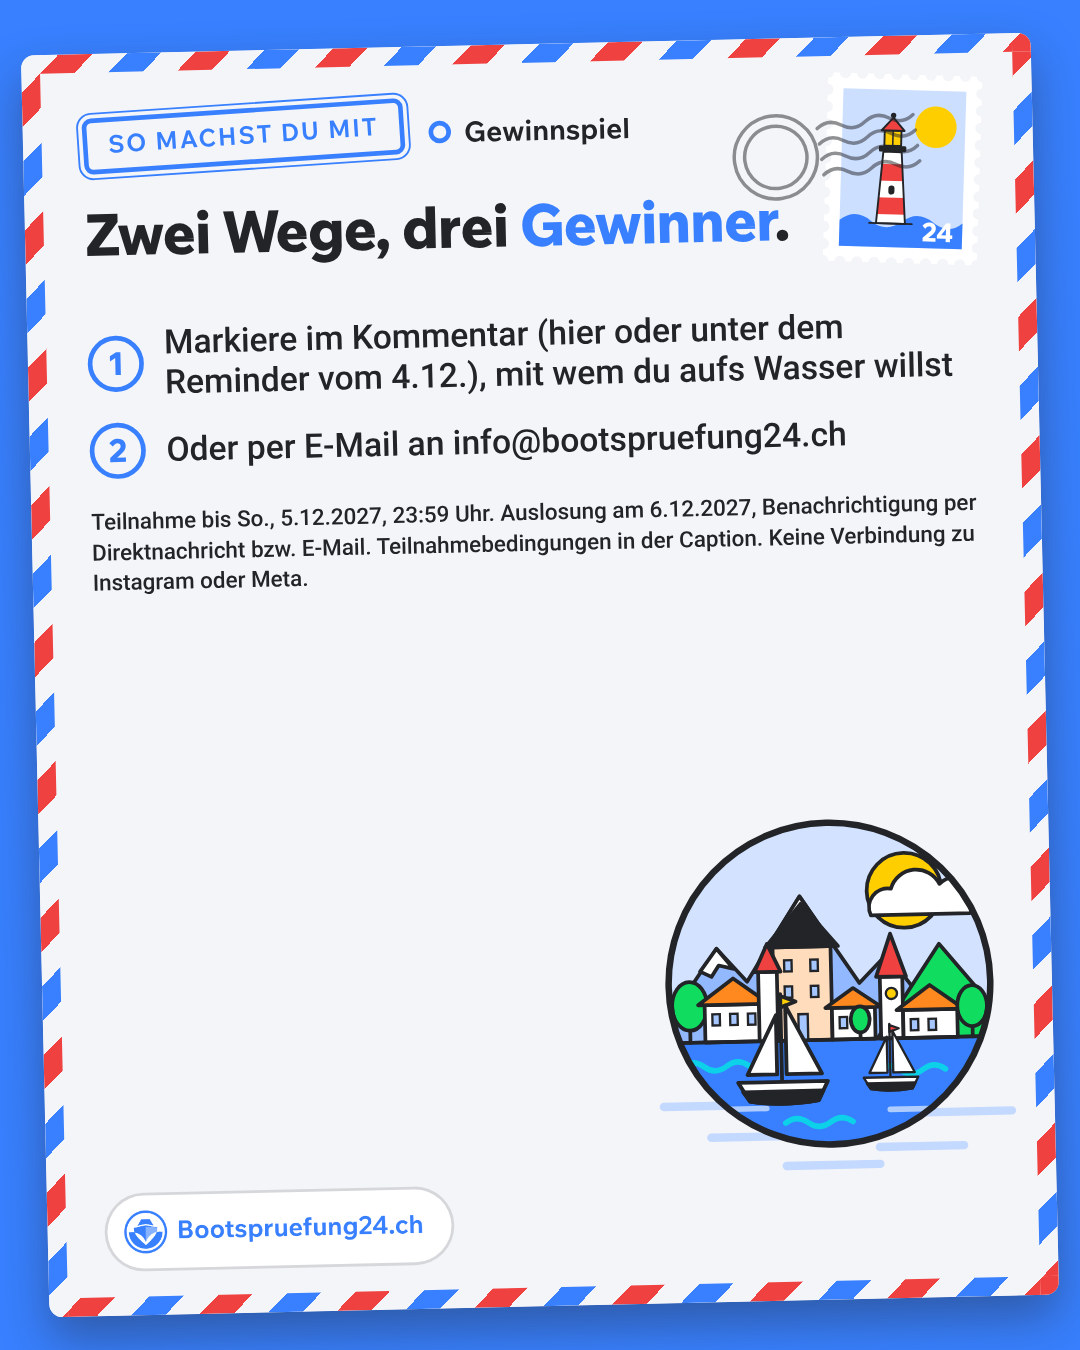 SO MACHST DU MIT
Gewinnspiel
24
Zwei Wege, drei Gewinner.
1
Markiere im Kommentar (hier oder unter dem
Reminder vom 4.12.), mit wem du aufs Wasser willst
2
Oder per E-Mail an info@bootspruefung24.ch
Teilnahme bis So., 5.12.2027, 23:59 Uhr. Auslosung am 6.12.2027, Benachrichtigung per
Direktnachricht bzw. E-Mail. Teilnahmebedingungen in der Caption. Keine Verbindung zu
Instagram oder Meta.
Bootspruefung24.ch